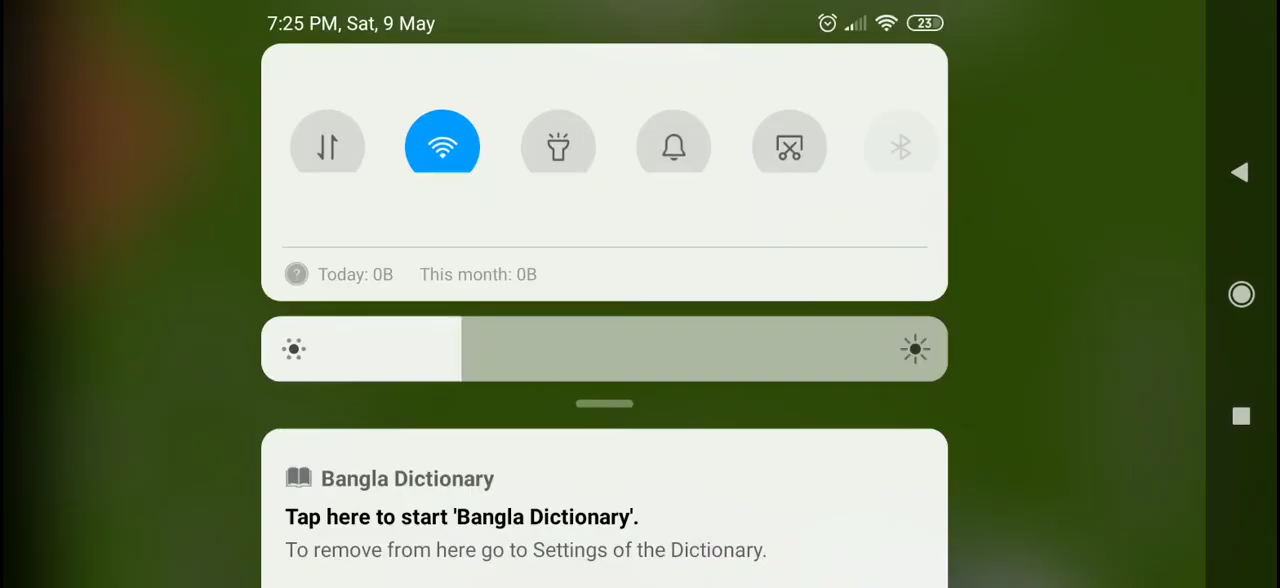 7:25 PM, Sat, 9 May
23
Today: 0B This month: 0B
Bangla Dictionary
Tap here to start 'Bangla Dictionary'.
To remove from here go to Settings of the Dictionary.